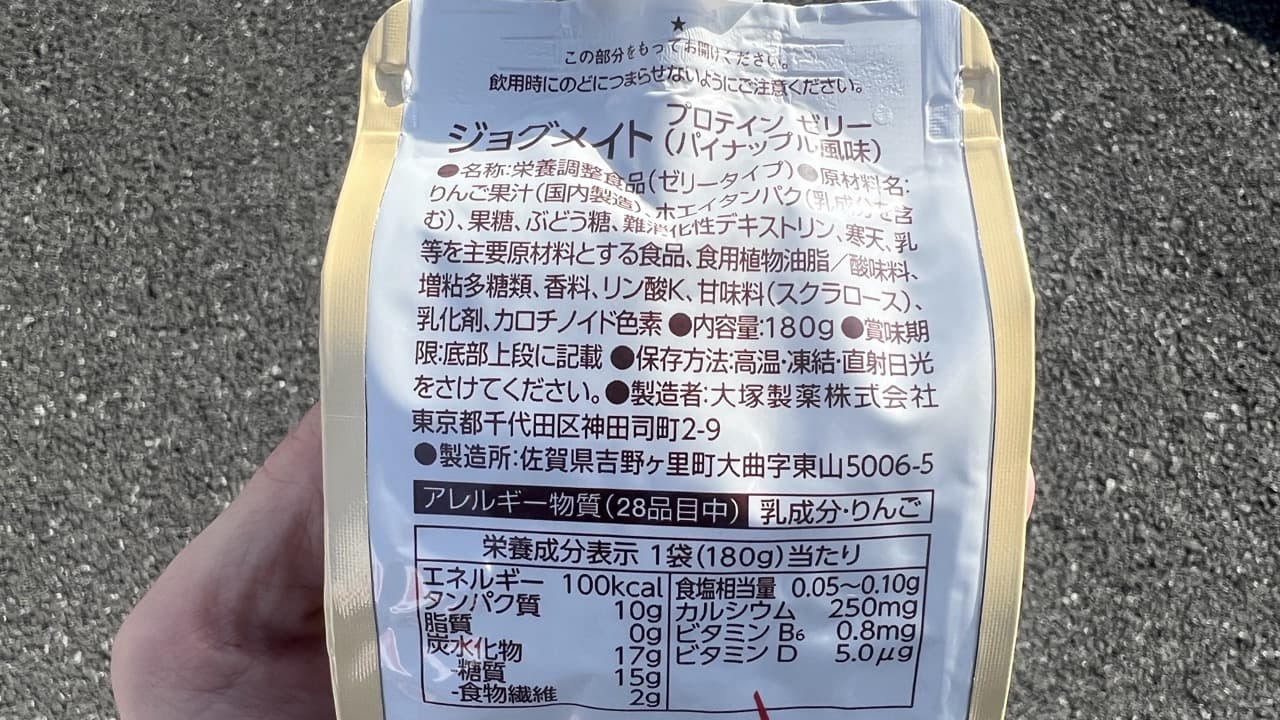 ★
この部分をもってお開けください。
飲用時にのどにつまらせないようにご注意ください。
ジョグメイト プロテイン ゼリー
(パイナップル風味)
●名称:栄養調整食品(ゼリータイプ)●原材料名:
りんご果汁(国内製造)、ホエイタンパク(乳成分を含
む)、果糖、ぶどう糖、難消化性デキストリン、寒天、乳
等を主要原材料とする食品、食用植物油脂/酸味料、
増粘多糖類、香料、リン酸K、甘味料(スクラロース)、
乳化剤、カロチノイド色素 ●内容量:180g ●賞味期
限:底部上段に記載 ●保存方法:高温・凍結・直射日光
をさけてください。●製造者:大塚製薬株式会社
東京都千代田区神田司町2-9
●製造所:佐賀県吉野ヶ里町大曲字東山5006-5
アレルギー物質(28品目中) 乳成分・りんご
栄養成分表示 1袋(180g)当たり
エネルギー 100kcal 食塩相当量 0.05〜0.10g
タンパク質 10g カルシウム 250mg
脂質 0g ビタミン B6 0.8mg
炭水化物 17g ビタミン D 5.0μg
-糖質 15g
-食物繊維 2g